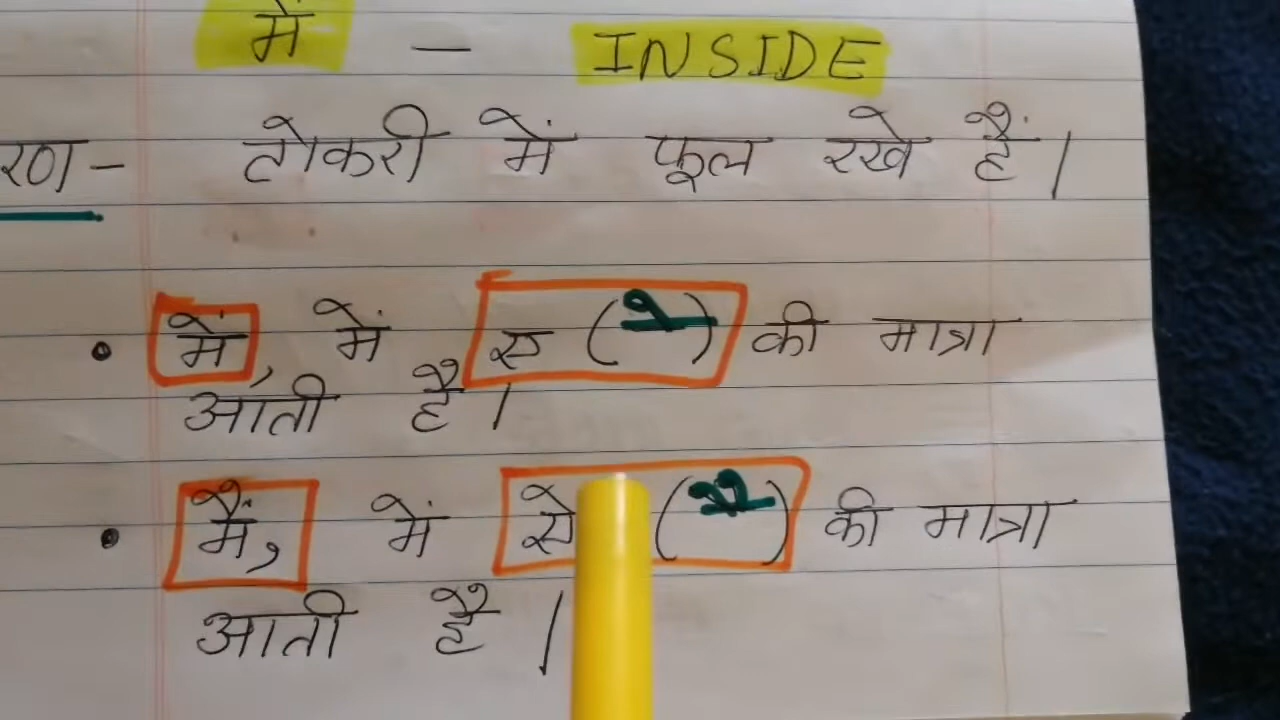 में - INSIDE
रण- टोकरी में फूल रखे हैं।
• में, में ए (े) की मात्रा
आती है।
• मैं, में ऐ (ै) की मात्रा
आती है।